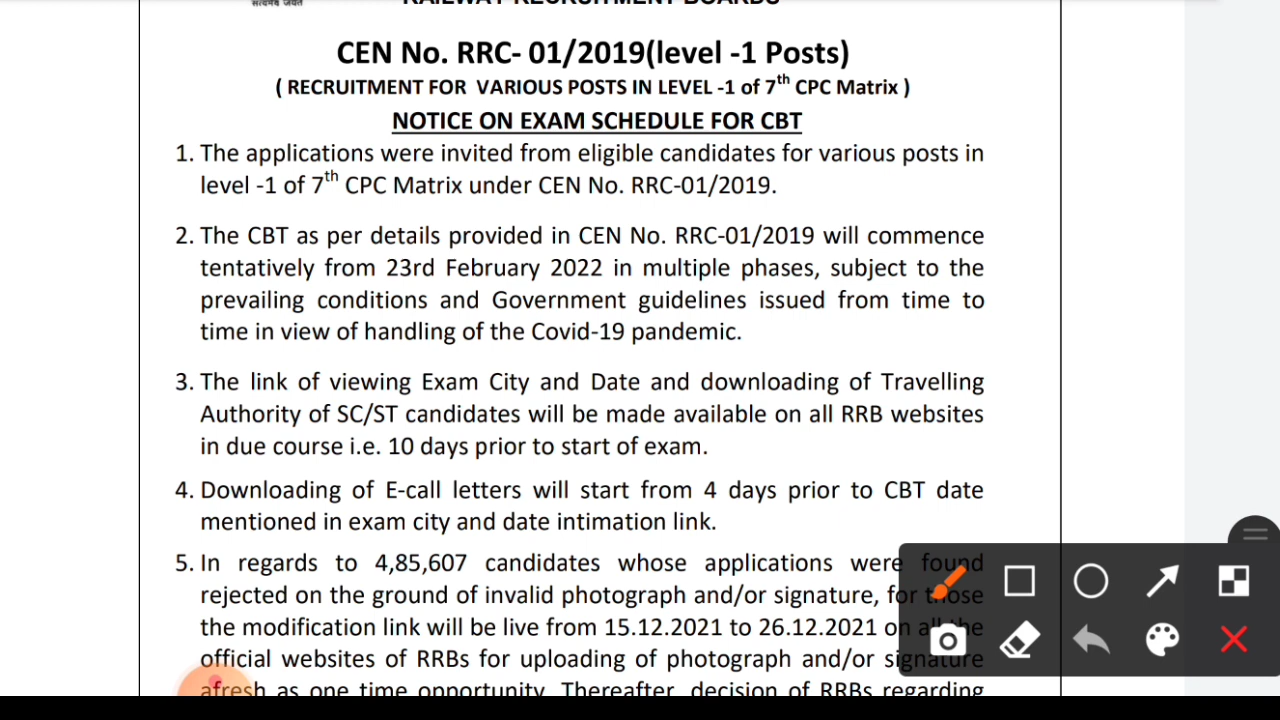 सत्यमेव जयते
RAILWAY RECRUITMENT BOARDS
CEN No. RRC- 01/2019(level -1 Posts)
( RECRUITMENT FOR VARIOUS POSTS IN LEVEL -1 of 7th CPC Matrix )
NOTICE ON EXAM SCHEDULE FOR CBT
1. The applications were invited from eligible candidates for various posts in
level -1 of 7th CPC Matrix under CEN No. RRC-01/2019.
2. The CBT as per details provided in CEN No. RRC-01/2019 will commence
tentatively from 23rd February 2022 in multiple phases, subject to the
prevailing conditions and Government guidelines issued from time to
time in view of handling of the Covid-19 pandemic.
3. The link of viewing Exam City and Date and downloading of Travelling
Authority of SC/ST candidates will be made available on all RRB websites
in due course i.e. 10 days prior to start of exam.
4. Downloading of E-call letters will start from 4 days prior to CBT date
mentioned in exam city and date intimation link.
5. In regards to 4,85,607 candidates whose applications were found
rejected on the ground of invalid photograph and/or signature, for those
the modification link will be live from 15.12.2021 to 26.12.2021 on all the
official websites of RRBs for uploading of photograph and/or signature
afresh as one time opportunity. Thereafter, decision of RRBs regarding